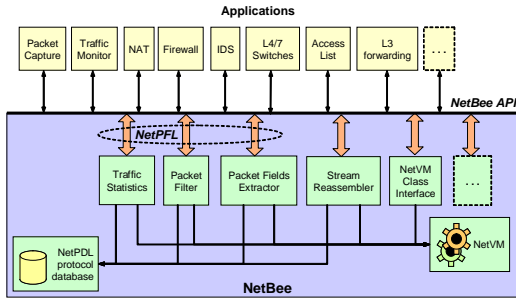 Applications
Packet
Capture
Traffic
Monitor
NAT
Firewall
IDS
L4/7
Switches
Access
List
L3
forwarding
...
NetBee API
NetPFL
Traffic
Statistics
Packet
Filter
Packet Fields
Extractor
Stream
Reassembler
NetVM
Class
Interface
...
NetPDL
protocol
database
NetVM
NetBee